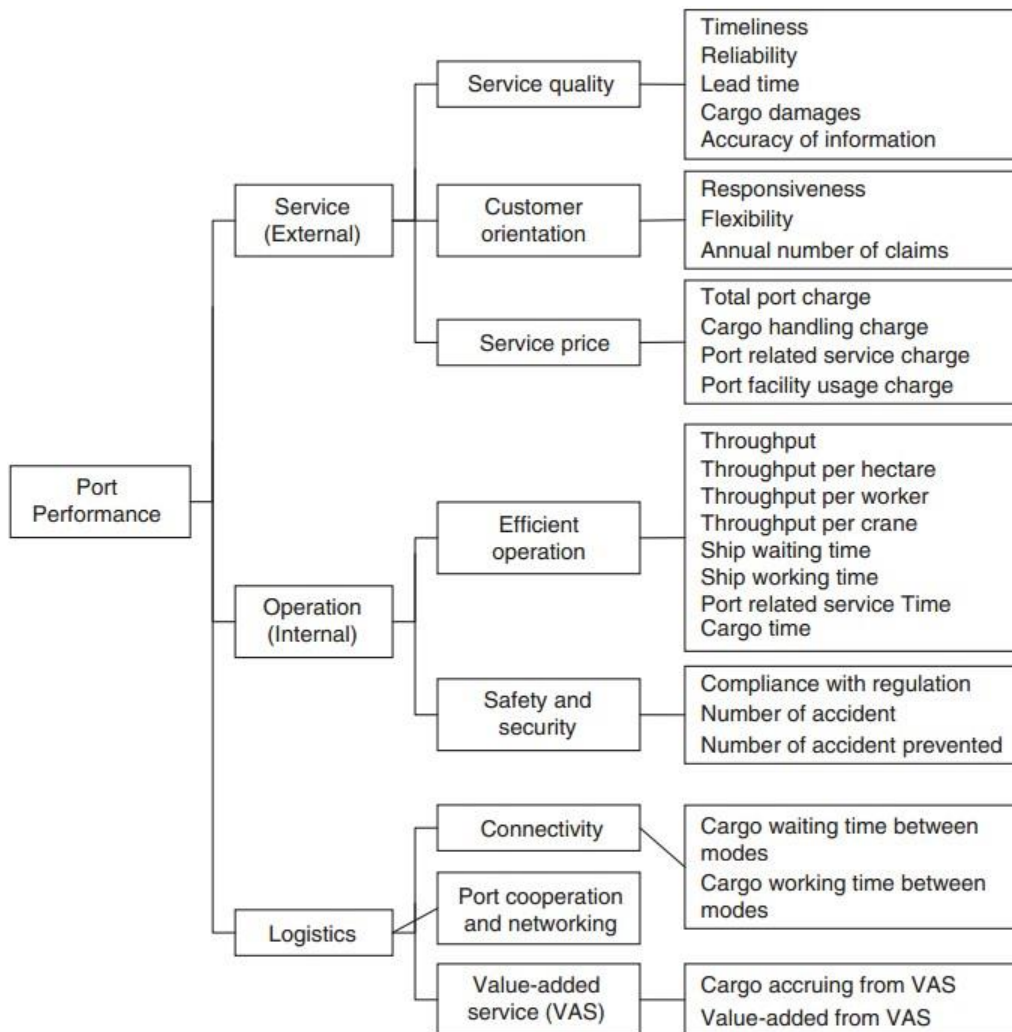 Port
Performance
Service
(External)
Service quality
Timeliness
Reliability
Lead time
Cargo damages
Accuracy of information
Customer
orientation
Responsiveness
Flexibility
Annual number of claims
Service price
Total port charge
Cargo handling charge
Port related service charge
Port facility usage charge
Operation
(Internal)
Efficient
operation
Throughput
Throughput per hectare
Throughput per worker
Throughput per crane
Ship waiting time
Ship working time
Port related service Time
Cargo time
Safety and
security
Compliance with regulation
Number of accident
Number of accident prevented
Logistics
Connectivity
Cargo waiting time between
modes
Cargo working time between
modes
Port cooperation
and networking
Value-added
service (VAS)
Cargo accruing from VAS
Value-added from VAS